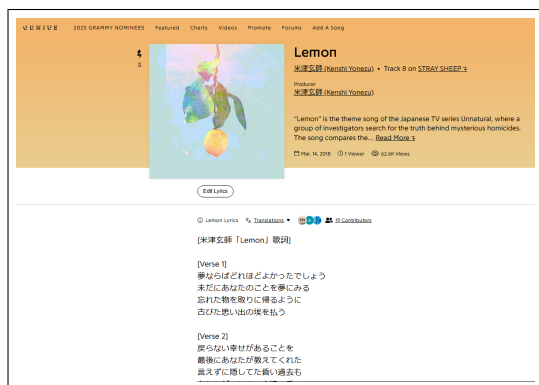 GENIUS
2025 GRAMMY NOMINEES Featured Charts Videos Promote Forums Add A Song
Lemon
米津玄師 (Kenshi Yonezu) • Track 8 on STRAY SHEEP
Producer
米津玄師 (Kenshi Yonezu)
“Lemon” is the theme song of the Japanese TV series Unnatural, where a
group of investigators search for the truth behind mysterious homicides.
The song compares the... Read More
Mar. 14, 2018 1 Viewer 62.6K Views
Edit Lyrics
Lemon Lyrics Translations 19 Contributors
[米津玄師「Lemon」歌詞]
[Verse 1]
夢ならばどれほどよかったでしょう
未だにあなたのことを夢にみる
忘れた物を取りに帰るように
古びた思い出の埃を払う
[Verse 2]
戻らない幸せがあることを
最後にあなたが教えてくれた
言えずに隠してた昏い過去も